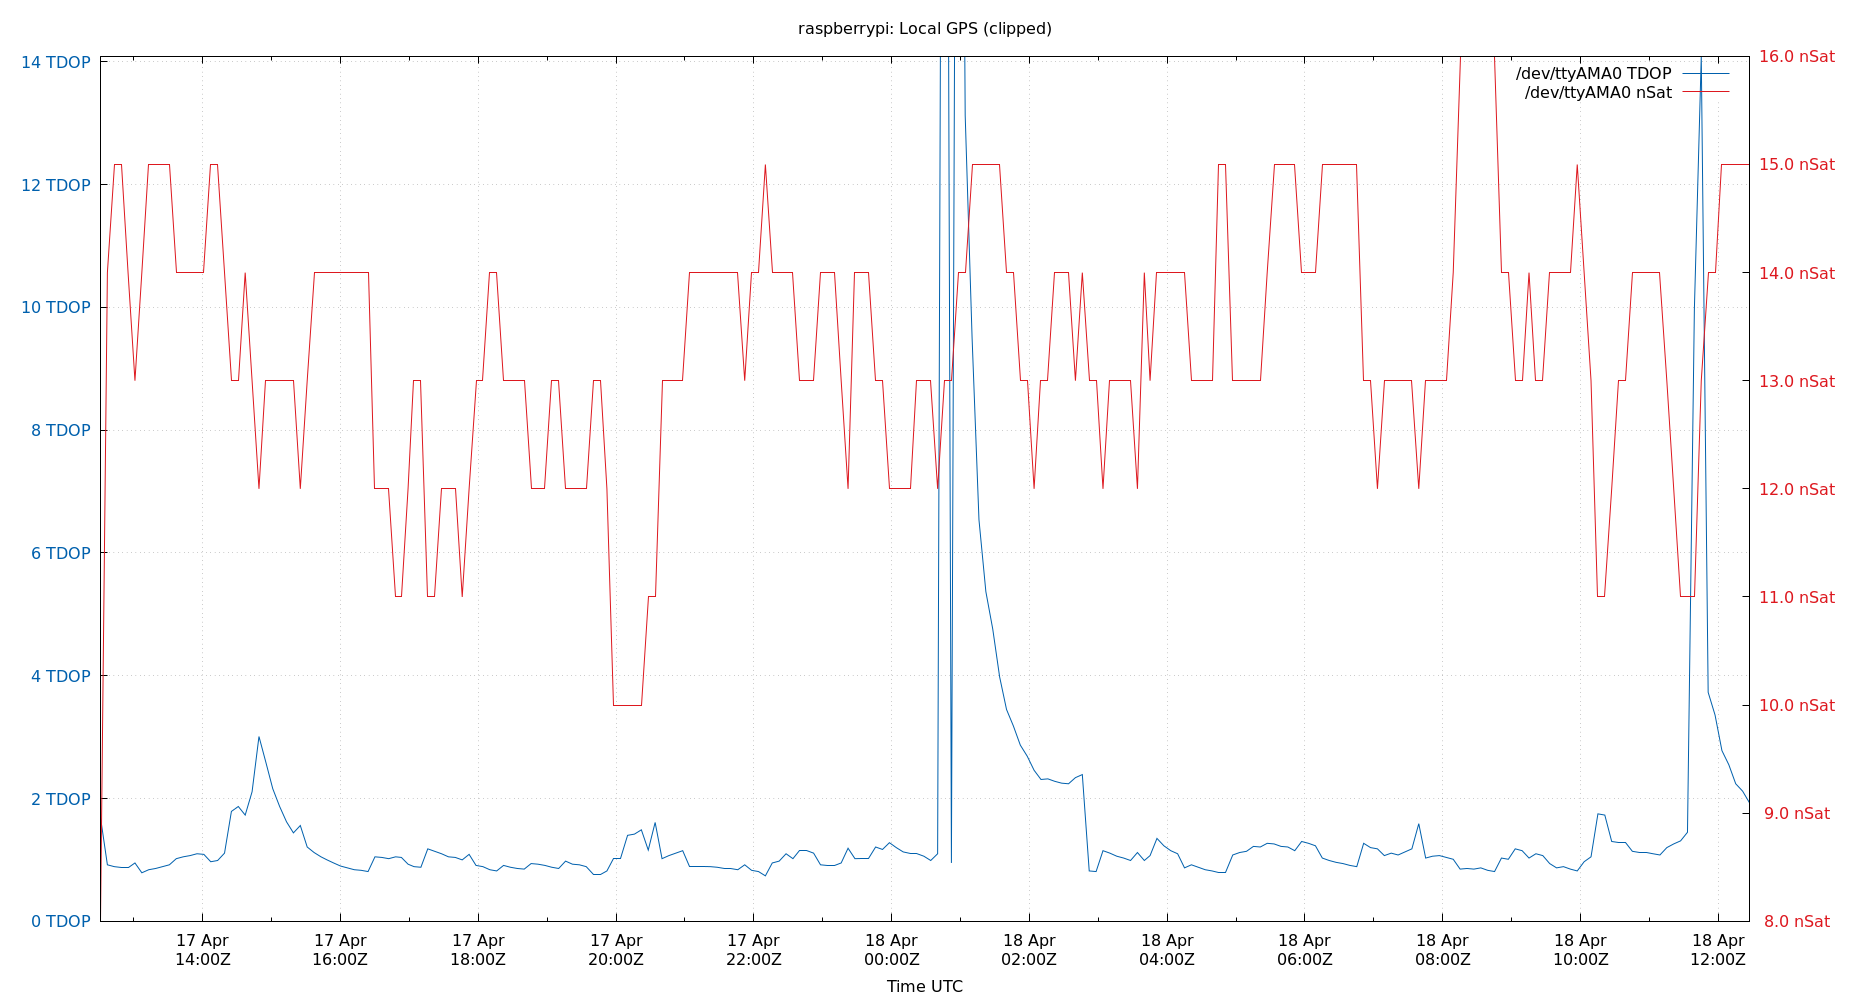 raspberrypi: Local GPS (clipped)
/dev/ttyAMA0 TDOP
/dev/ttyAMA0 nSat
14 TDOP
12 TDOP
10 TDOP
8 TDOP
6 TDOP
4 TDOP
2 TDOP
0 TDOP
16.0 nSat
15.0 nSat
14.0 nSat
13.0 nSat
12.0 nSat
11.0 nSat
10.0 nSat
9.0 nSat
8.0 nSat
17 Apr 17 Apr 17 Apr 17 Apr 17 Apr 18 Apr 18 Apr 18 Apr 18 Apr 18 Apr 18 Apr 18 Apr
14:00Z 16:00Z 18:00Z 20:00Z 22:00Z 00:00Z 02:00Z 04:00Z 06:00Z 08:00Z 10:00Z 12:00Z
Time UTC